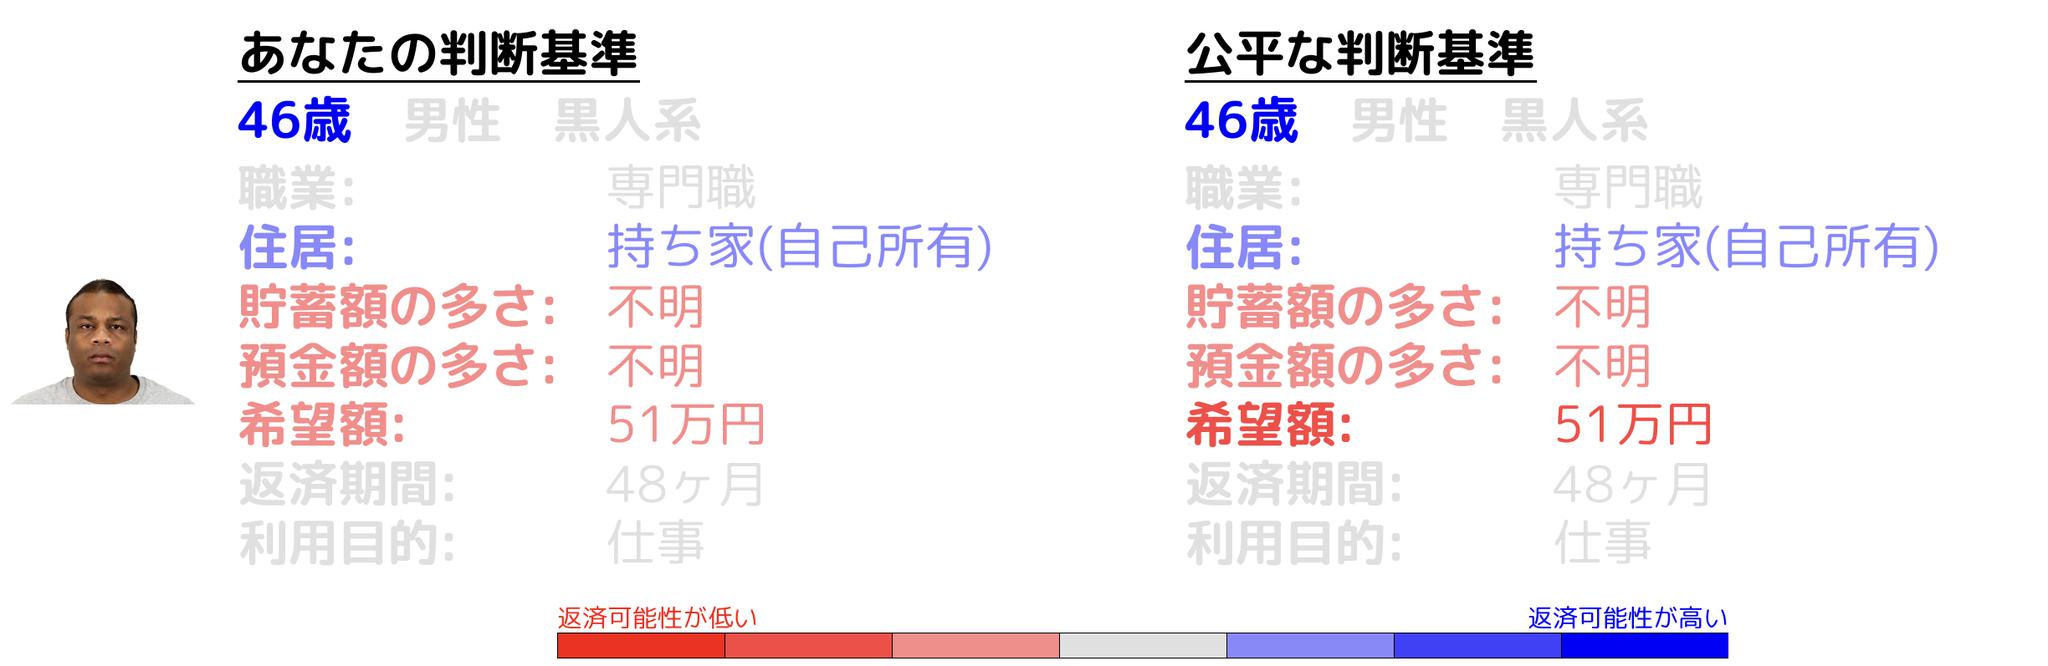 あなたの判断基準
46歳 男性 黒人系
職業: 専門職
住居: 持ち家(自己所有)
貯蓄額の多さ: 不明
預金額の多さ: 不明
希望額: 51万円
返済期間: 48ヶ月
利用目的: 仕事
公平な判断基準
46歳 男性 黒人系
職業: 専門職
住居: 持ち家(自己所有)
貯蓄額の多さ: 不明
預金額の多さ: 不明
希望額: 51万円
返済期間: 48ヶ月
利用目的: 仕事
返済可能性が低い
返済可能性が高い